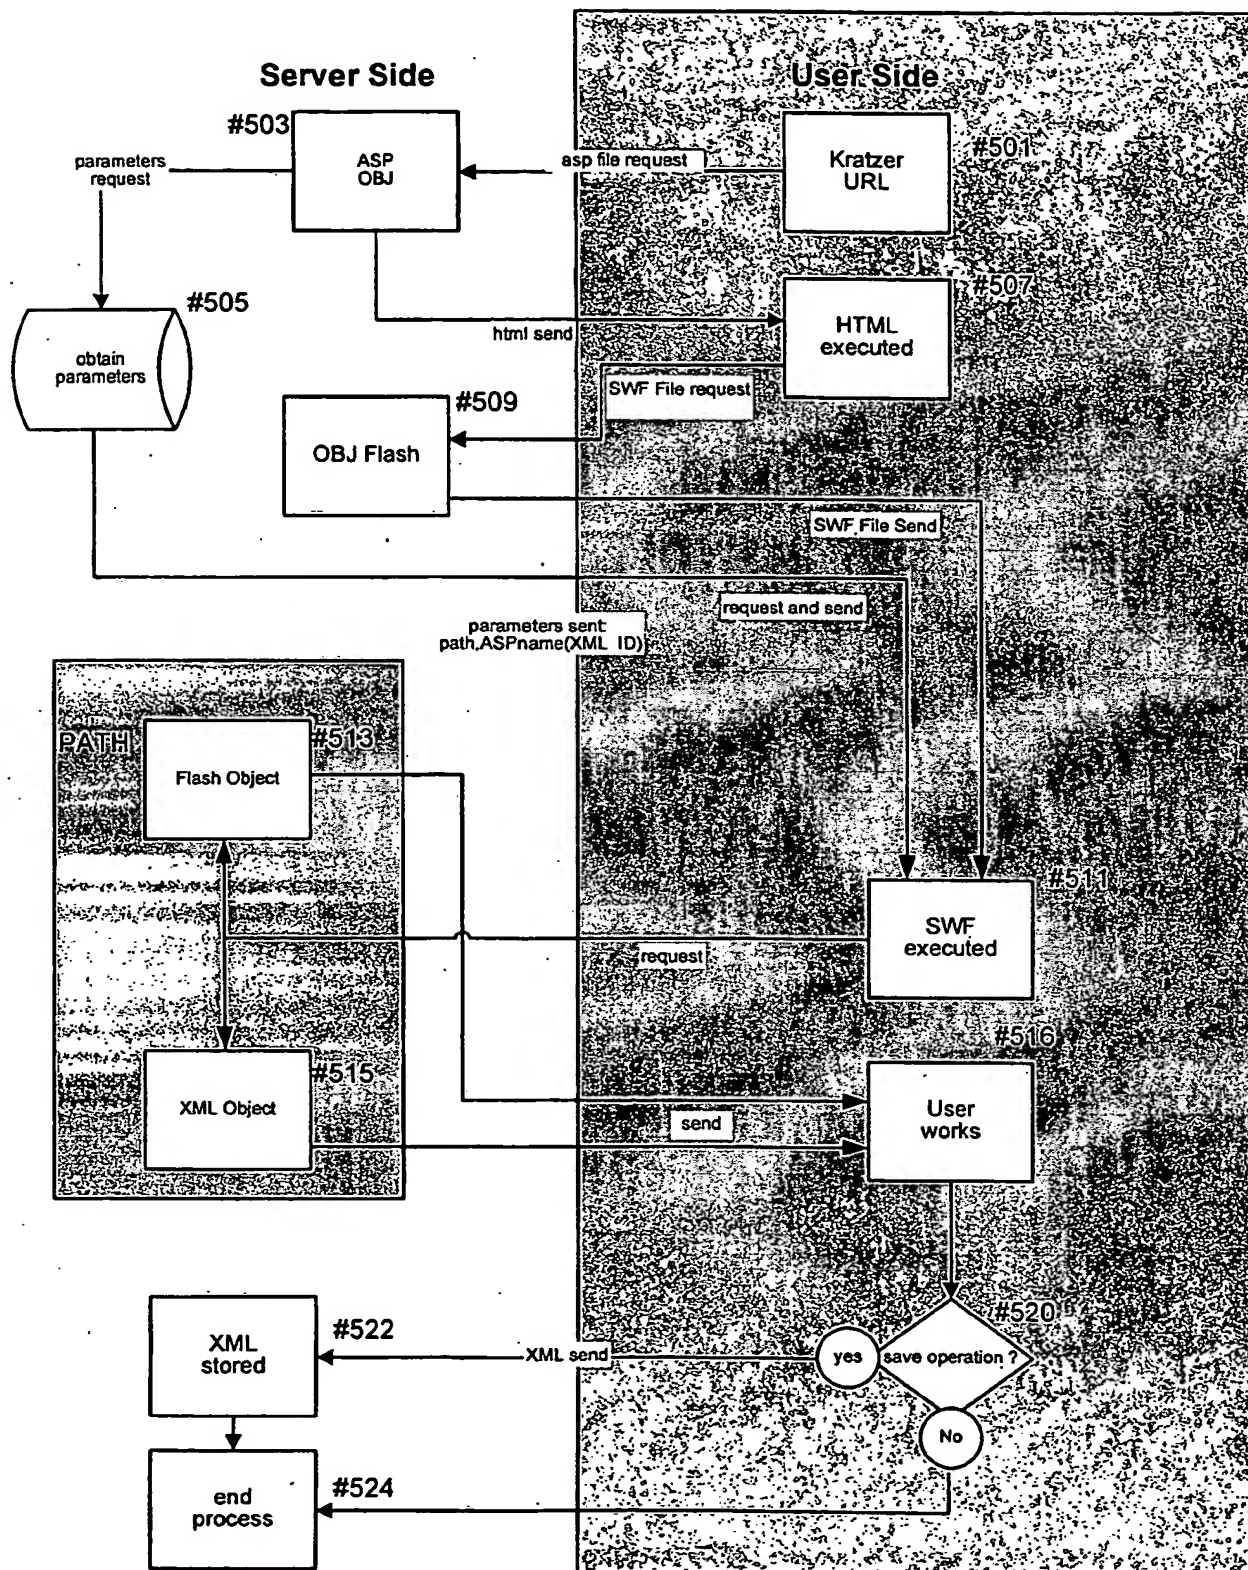 Server Side
User Side
#503
ASP
OBJ
parameters
request
asp file request
Kratzer
URL
#501
#505
obtain
parameters
html send
#507
HTML
executed
SWF File request
#509
OBJ Flash
SWF File Send
request and send
parameters sent:
path,ASPname(XML_ID)
PATH
#513
Flash Object
#511
SWF
executed
request
#515
XML Object
#516
User
works
send
#520
save operation ?
yes
No
XML send
#522
XML
stored
#524
end
process